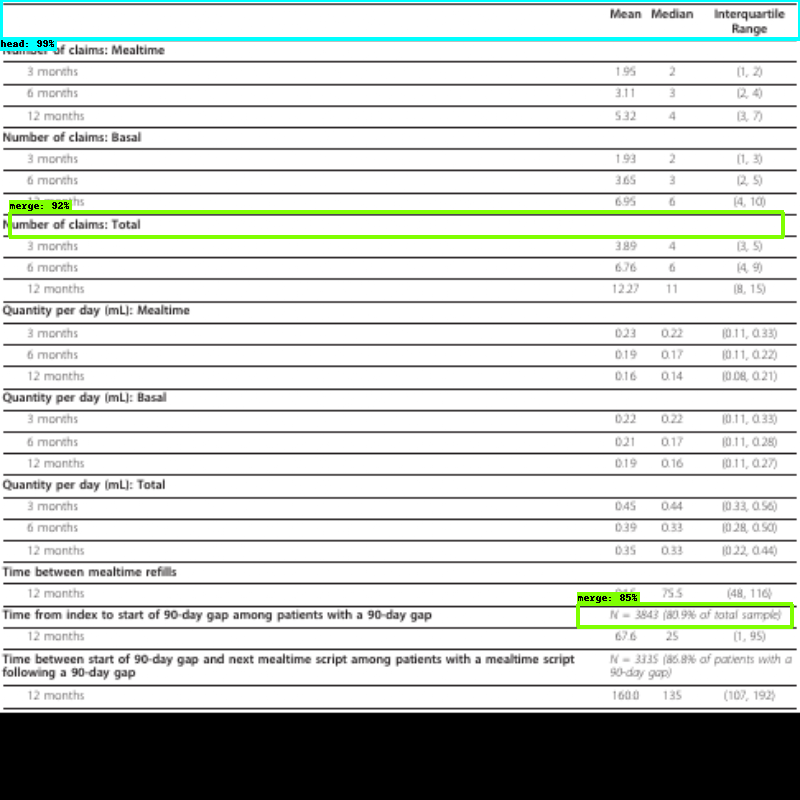 Mean Median Interquartile
Range
head: 99%
Number of claims: Mealtime
3 months 1.95 2 (1, 2)
6 months 3.11 3 (2, 4)
12 months 5.32 4 (3, 7)
Number of claims: Basal
3 months 1.93 2 (1, 3)
6 months 3.65 3 (2, 5)
12 months 6.95 6 (4, 10)
merge: 92%
Number of claims: Total
3 months 3.89 4 (3, 5)
6 months 6.76 6 (4, 9)
12 months 12.27 11 (8, 15)
Quantity per day (mL): Mealtime
3 months 0.23 0.22 (0.11, 0.33)
6 months 0.19 0.17 (0.11, 0.22)
12 months 0.16 0.14 (0.08, 0.21)
Quantity per day (mL): Basal
3 months 0.22 0.22 (0.11, 0.33)
6 months 0.21 0.17 (0.11, 0.28)
12 months 0.19 0.16 (0.11, 0.27)
Quantity per day (mL): Total
3 months 0.45 0.44 (0.33, 0.56)
6 months 0.39 0.33 (0.28, 0.50)
12 months 0.35 0.33 (0.22, 0.44)
Time between mealtime refills
12 months 75.5 (48, 116)
merge: 85%
Time from index to start of 90-day gap among patients with a 90-day gap N = 3843 (80.9% of total sample)
12 months 67.6 25 (1, 95)
Time between start of 90-day gap and next mealtime script among patients with a mealtime script N = 3335 (86.8% of patients with a
following a 90-day gap 90-day gap)
12 months 160.0 135 (107, 192)